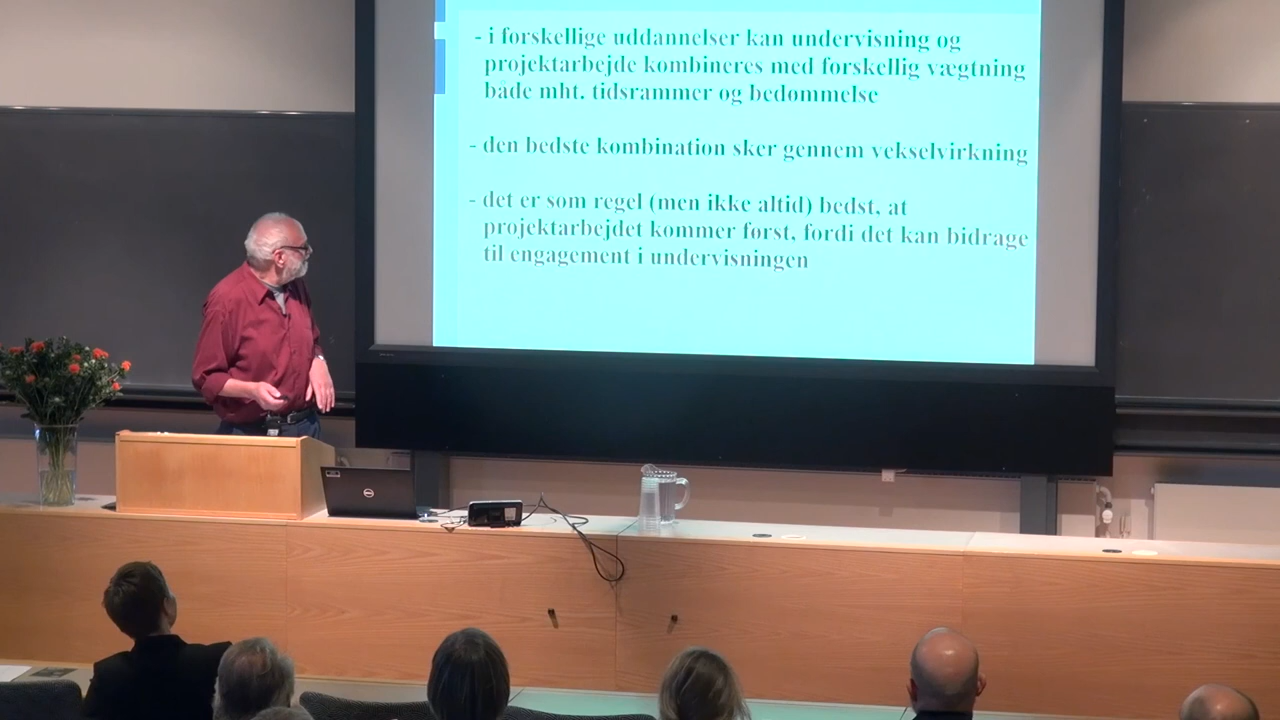 - i forskellige uddannelser kan undervisning og
projektarbejde kombineres med forskellig vægtning
både mht. tidsrammer og bedømmelse
- den bedste kombination sker gennem vekselvirkning
- det er som regel (men ikke altid) bedst, at
projektarbejdet kommer først, fordi det kan bidrage
til engagement i undervisningen
DELL